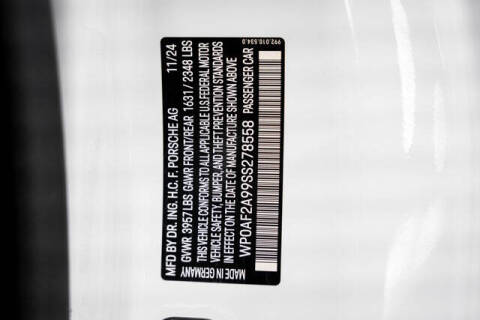 MFD BY DR. ING. H.C. F. PORSCHE AG 11/24
GVWR 3957 LBS GAWR FRONT/REAR 1631 / 2348 LBS
THIS VEHICLE CONFORMS TO ALL APPLICABLE U.S. FEDERAL MOTOR
VEHICLE SAFETY, BUMPER, AND THEFT PREVENTION STANDARDS
IN EFFECT ON THE DATE OF MANUFACTURE SHOWN ABOVE
WP0AF2A99SS278558 PASSENGER CAR
MADE IN GERMANY 992.010.534.D